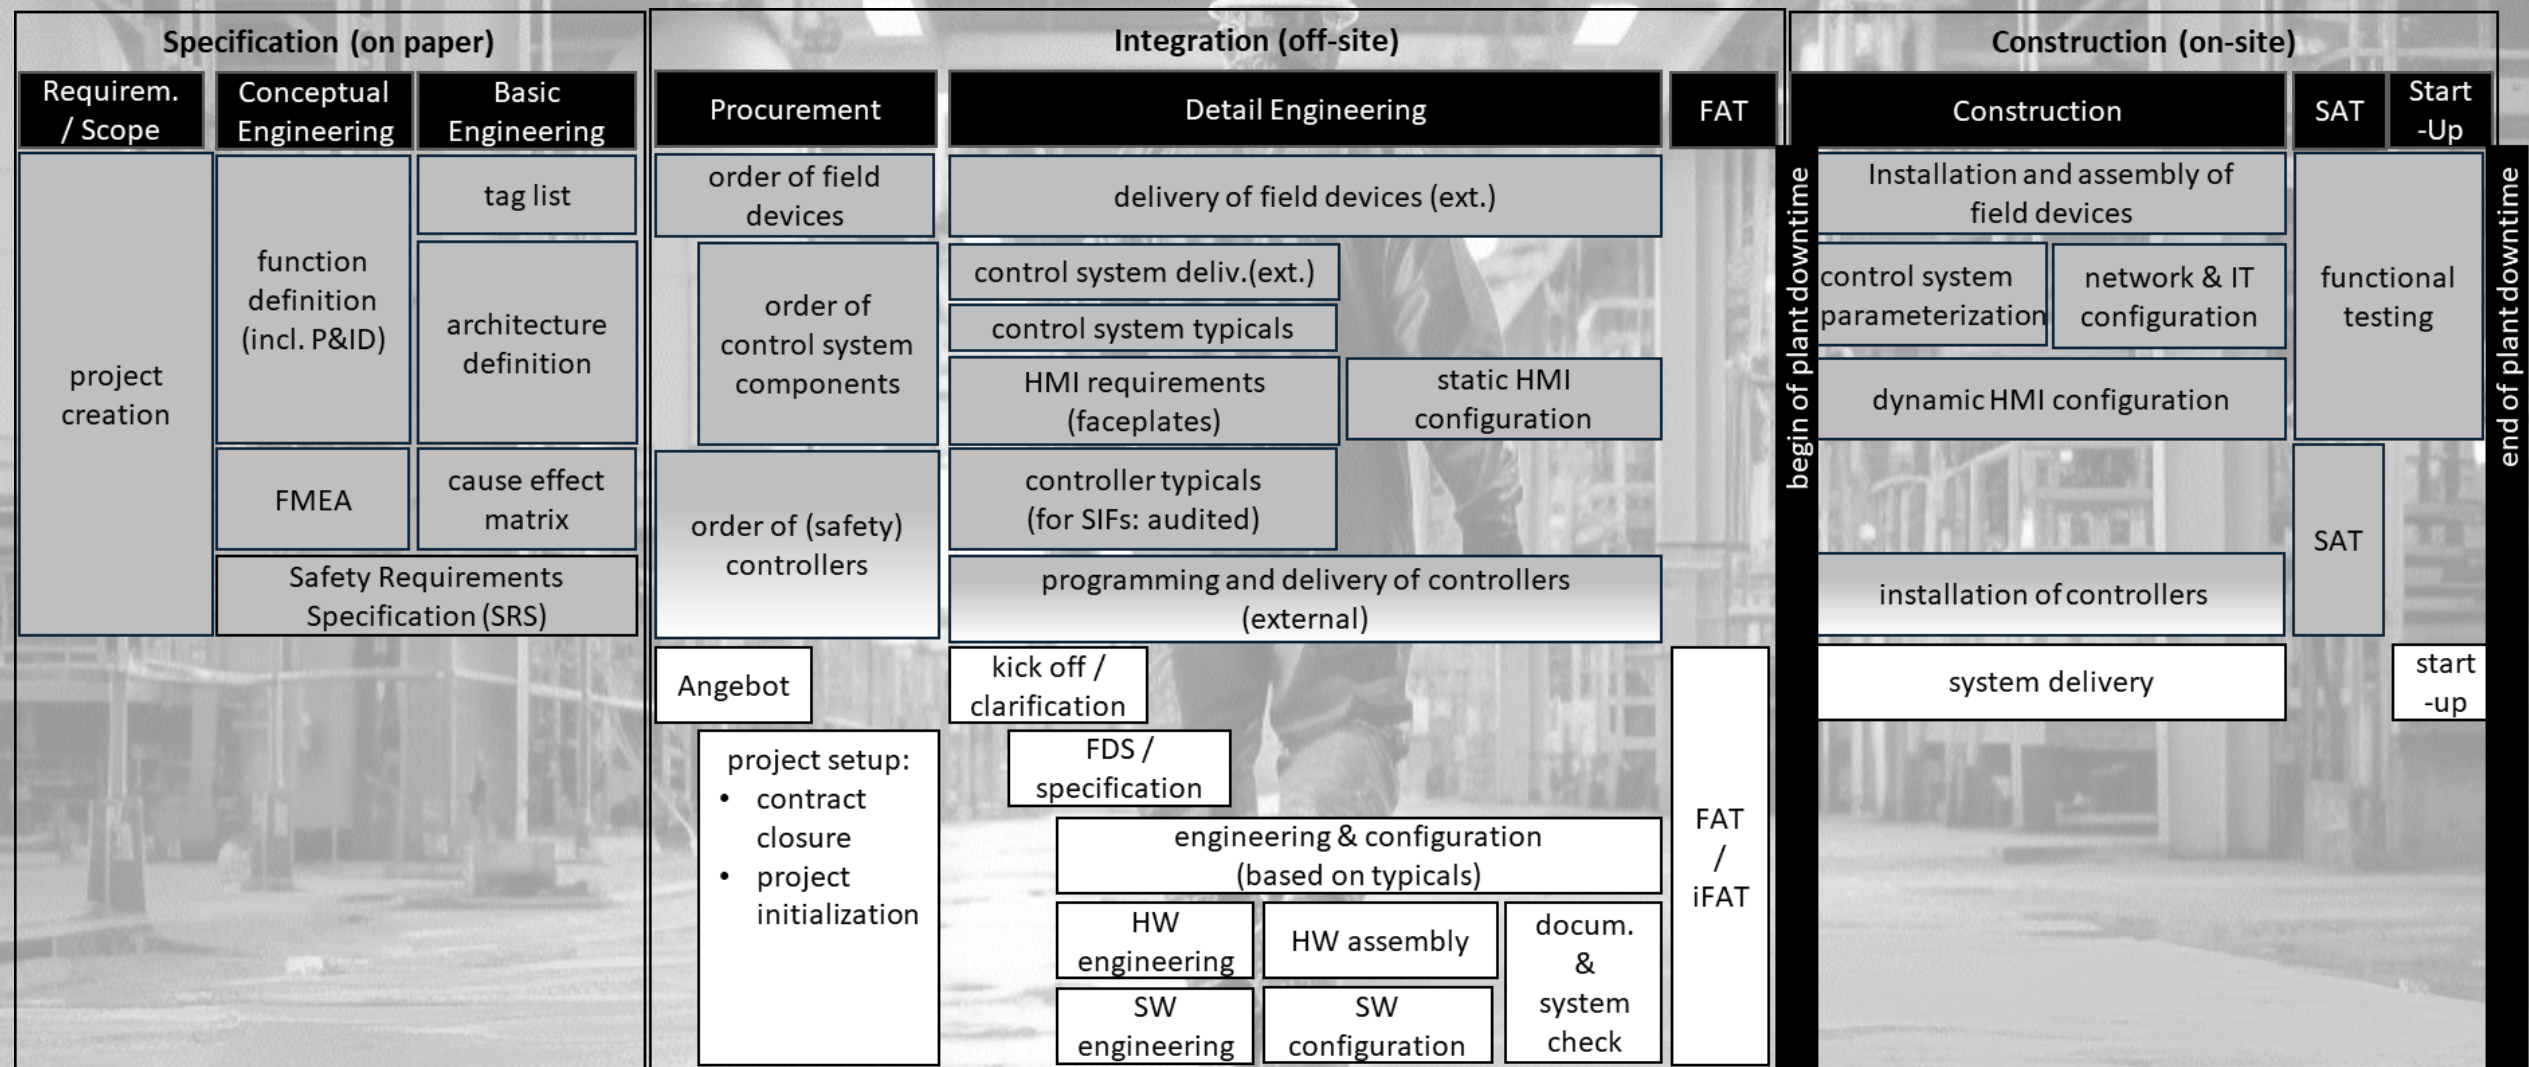 Specification (on paper)
Integration (off-site)
Construction (on-site)
Requirem.
/ Scope
Conceptual
Engineering
Basic
Engineering
Procurement
Detail Engineering
FAT
Construction
SAT
Start
-Up
project
creation
function
definition
(incl. P&ID)
FMEA
Safety Requirements
Specification (SRS)
tag list
architecture
definition
cause effect
matrix
order of field
devices
order of
control system
components
order of (safety)
controllers
Angebot
project setup:
• contract
closure
• project
initialization
delivery of field devices (ext.)
control system deliv.(ext.)
control system typicals
HMI requirements
(faceplates)
static HMI
configuration
controller typicals
(for SIFs: audited)
programming and delivery of controllers
(external)
kick off /
clarification
FDS /
specification
engineering & configuration
(based on typicals)
HW
engineering
HW assembly
SW
engineering
SW
configuration
docum.
&
system
check
FAT
/
iFAT
begin of plant downtime
Installation and assembly of
field devices
control system
parameterization
network & IT
configuration
dynamic HMI configuration
installation of controllers
system delivery
functional
testing
SAT
start
-up
end of plant downtime